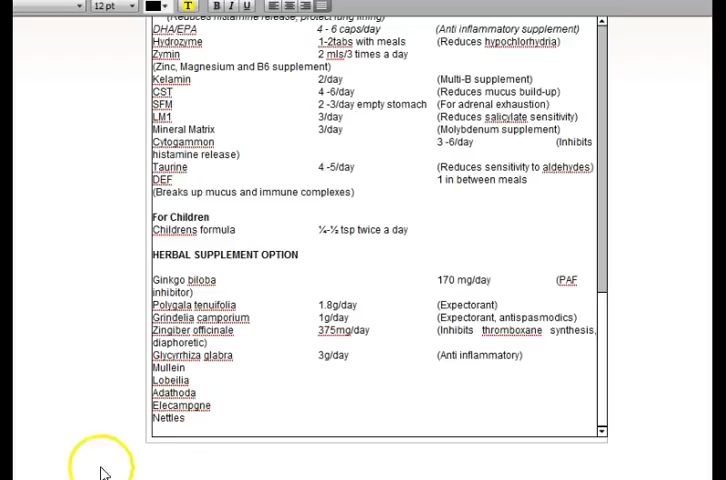 12 pt
B I U T
(Reduces histamine release, protect lung lining)
DHA/EPA 4 - 6 caps/day (Anti inflammatory supplement)
Hydrozyme 1-2tabs with meals (Reduces hypochlorhydria)
Zymin 2 mls/3 times a day
(Zinc, Magnesium and B6 supplement)
Kelamin 2/day (Multi-B supplement)
CST 4 -6/day (Reduces mucus build-up)
SFM 2 -3/day empty stomach (For adrenal exhaustion)
LM1 3/day (Reduces salicylate sensitivity)
Mineral Matrix 3/day (Molybdenum supplement)
Cytogammon 3 -6/day (Inhibits
histamine release)
Taurine 4 -5/day (Reduces sensitivity to aldehydes)
DEF 1 in between meals
(Breaks up mucus and immune complexes)
For Children
Childrens formula ¼-½ tsp twice a day
HERBAL SUPPLEMENT OPTION
Ginkgo biloba 170 mg/day (PAF
inhibitor)
Polygala tenuifolia 1.8g/day (Expectorant)
Grindelia camporium 1g/day (Expectorant, antispasmodics)
Zingiber officinale 375mg/day (Inhibits thromboxane synthesis,
diaphoretic)
Glycyrrhiza glabra 3g/day (Anti inflammatory)
Mullein
Lobeilia
Adathoda
Elecampgne
Nettles